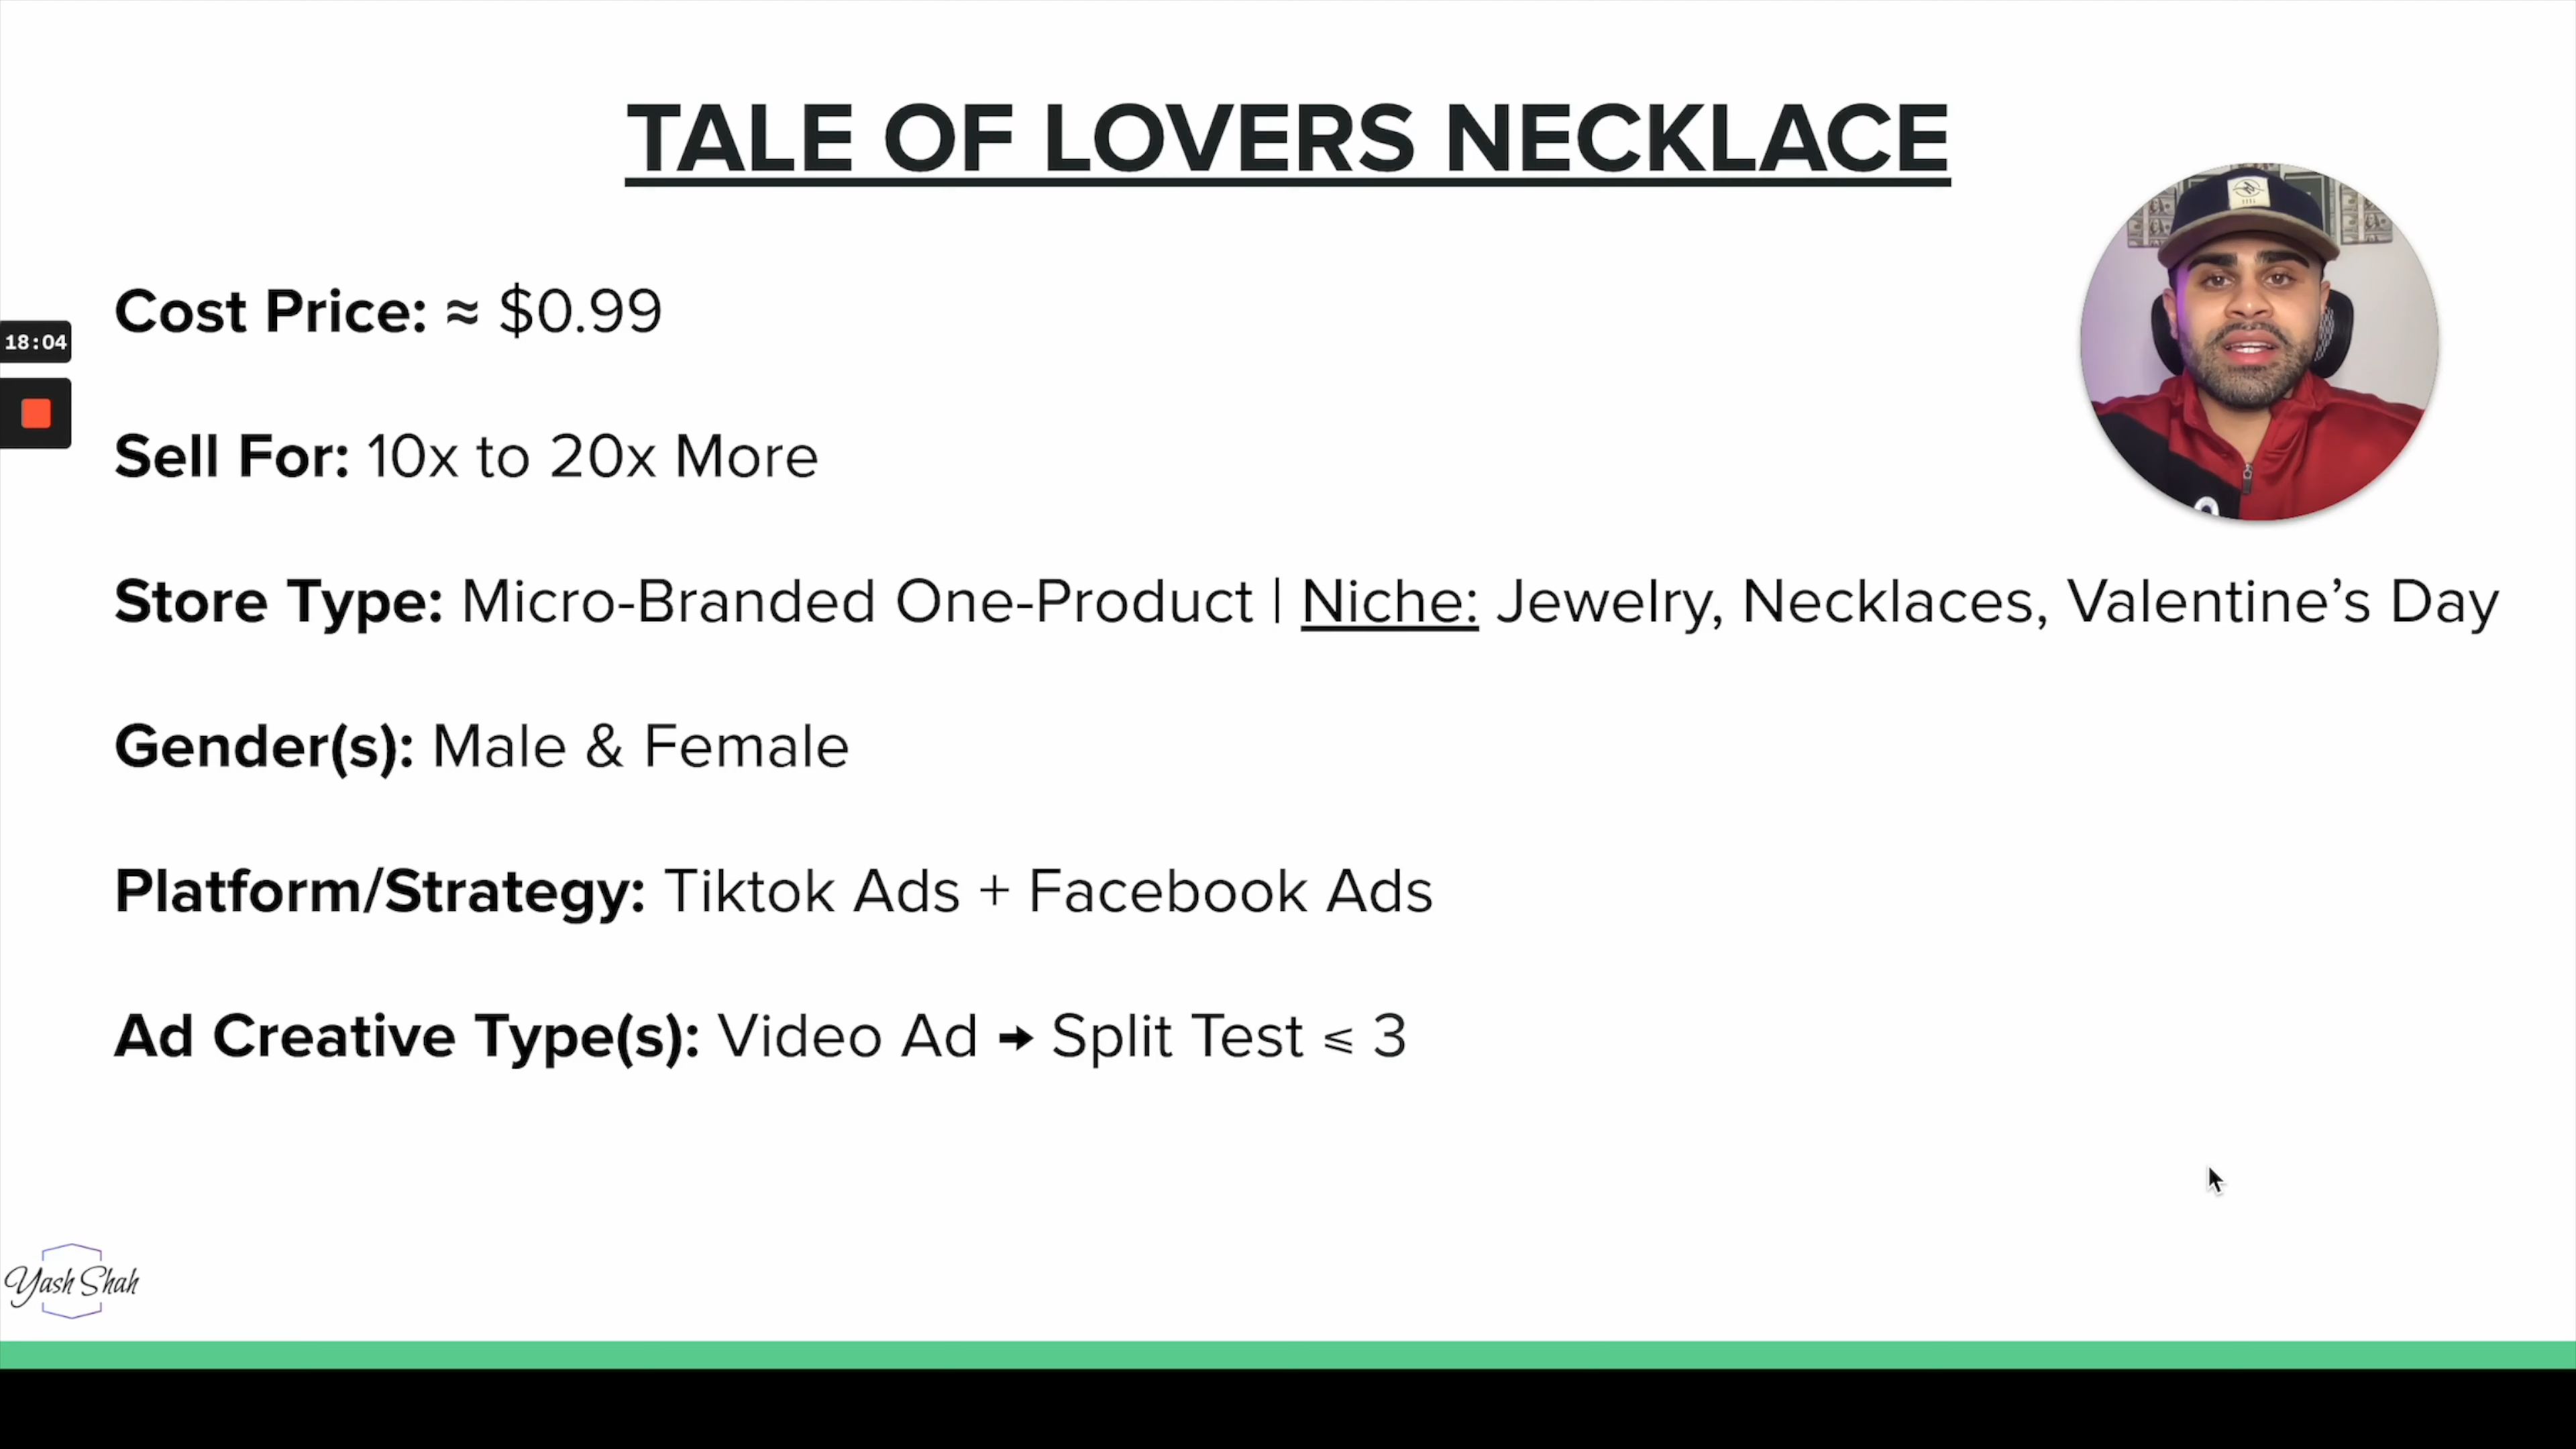 TALE OF LOVERS NECKLACE
Cost Price: ≈ $0.99
18:04
Sell For: 10x to 20x More
Store Type: Micro-Branded One-Product | Niche: Jewelry, Necklaces, Valentine’s Day
Gender(s): Male & Female
Platform/Strategy: Tiktok Ads + Facebook Ads
Ad Creative Type(s): Video Ad → Split Test ⩽ 3
Yash Shah